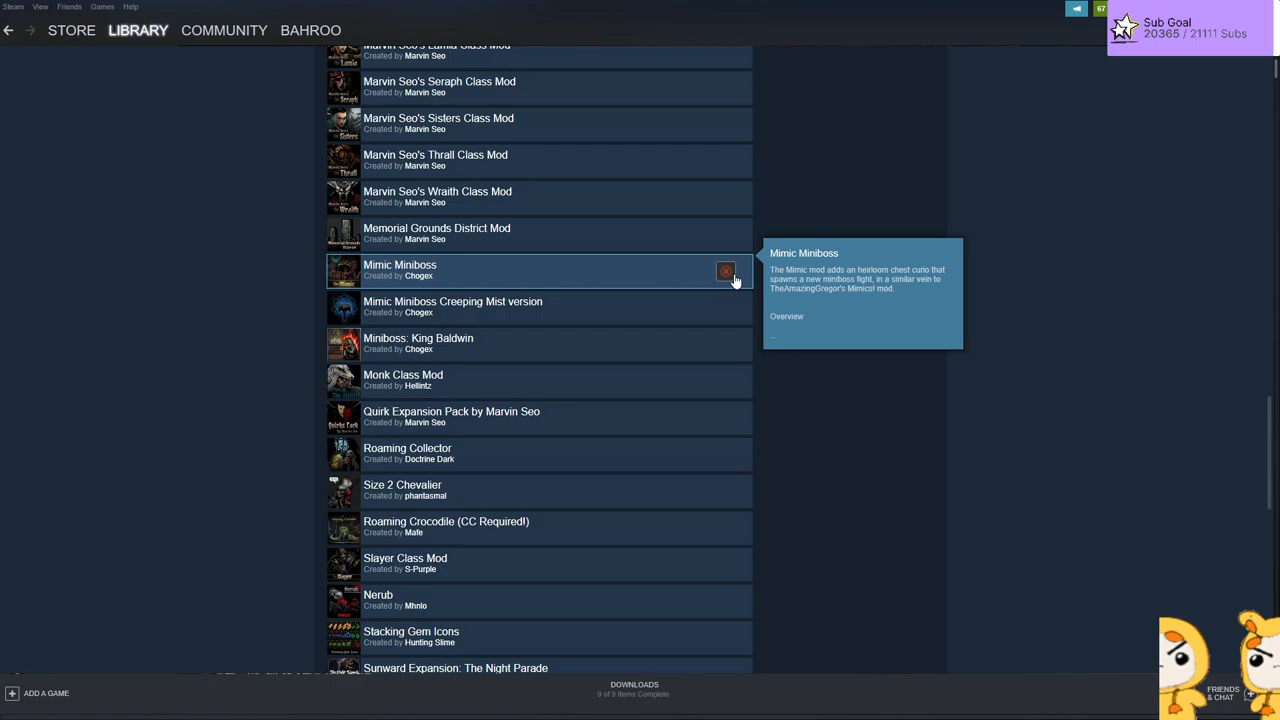 Steam View Friends Games Help
67
Sub Goal
20365 / 21111 Subs
STORE LIBRARY COMMUNITY BAHROO
Marvin Seo's Lamia Class Mod
Created by Marvin Seo
Marvin Seo's Seraph Class Mod
Created by Marvin Seo
Marvin Seo's Sisters Class Mod
Created by Marvin Seo
Marvin Seo's Thrall Class Mod
Created by Marvin Seo
Marvin Seo's Wraith Class Mod
Created by Marvin Seo
Memorial Grounds District Mod
Created by Marvin Seo
Mimic Miniboss
Created by Chogex
Mimic Miniboss
The Mimic mod adds an heirloom chest curio that
spawns a new miniboss fight, in a similar vein to
TheAmazingGregor's Mimics! mod.
Overview
...
Mimic Miniboss Creeping Mist version
Created by Chogex
Miniboss: King Baldwin
Created by Chogex
Monk Class Mod
Created by Hellintz
Quirk Expansion Pack by Marvin Seo
Created by Marvin Seo
Roaming Collector
Created by Doctrine Dark
Size 2 Chevalier
Created by phantasmal
Roaming Crocodile (CC Required!)
Created by Mafe
Slayer Class Mod
Created by S-Purple
Nerub
Created by Mhnlo
Stacking Gem Icons
Created by Hunting Slime
Sunward Expansion: The Night Parade
ADD A GAME
DOWNLOADS
9 of 9 Items Complete
FRIENDS
& CHAT